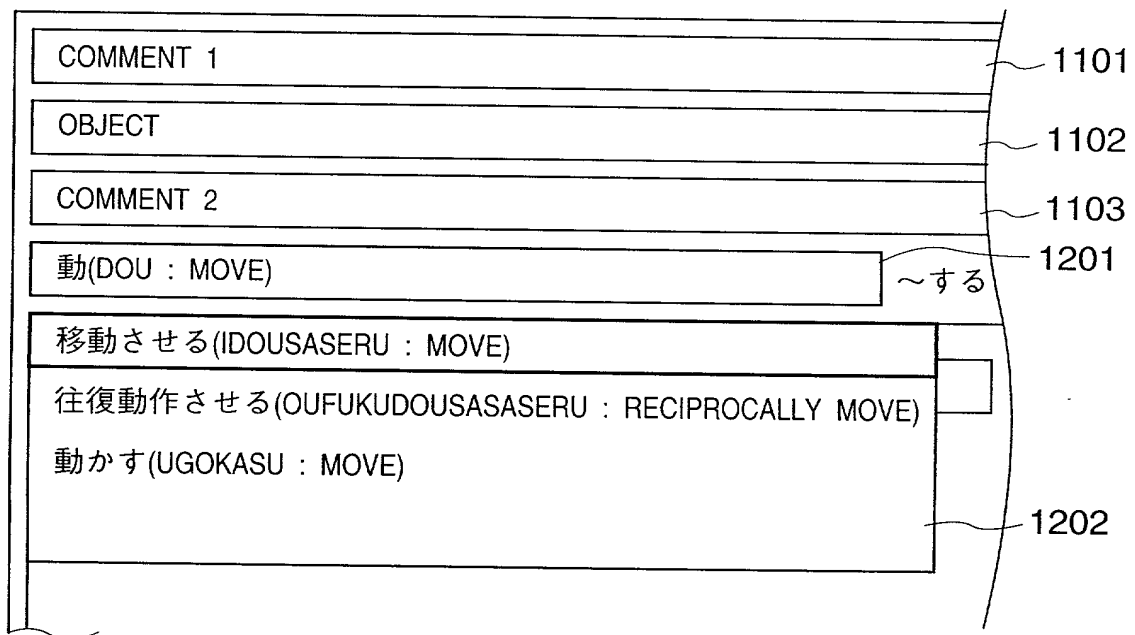 COMMENT 1
1101
OBJECT
1102
COMMENT 2
1103
動(DOU : MOVE)
~する
1201
移動させる(IDOUSASERU : MOVE)
往復動作させる(OUFUKUDOUSASASERU : RECIPROCALLY MOVE)
動かす(UGOKASU : MOVE)
1202